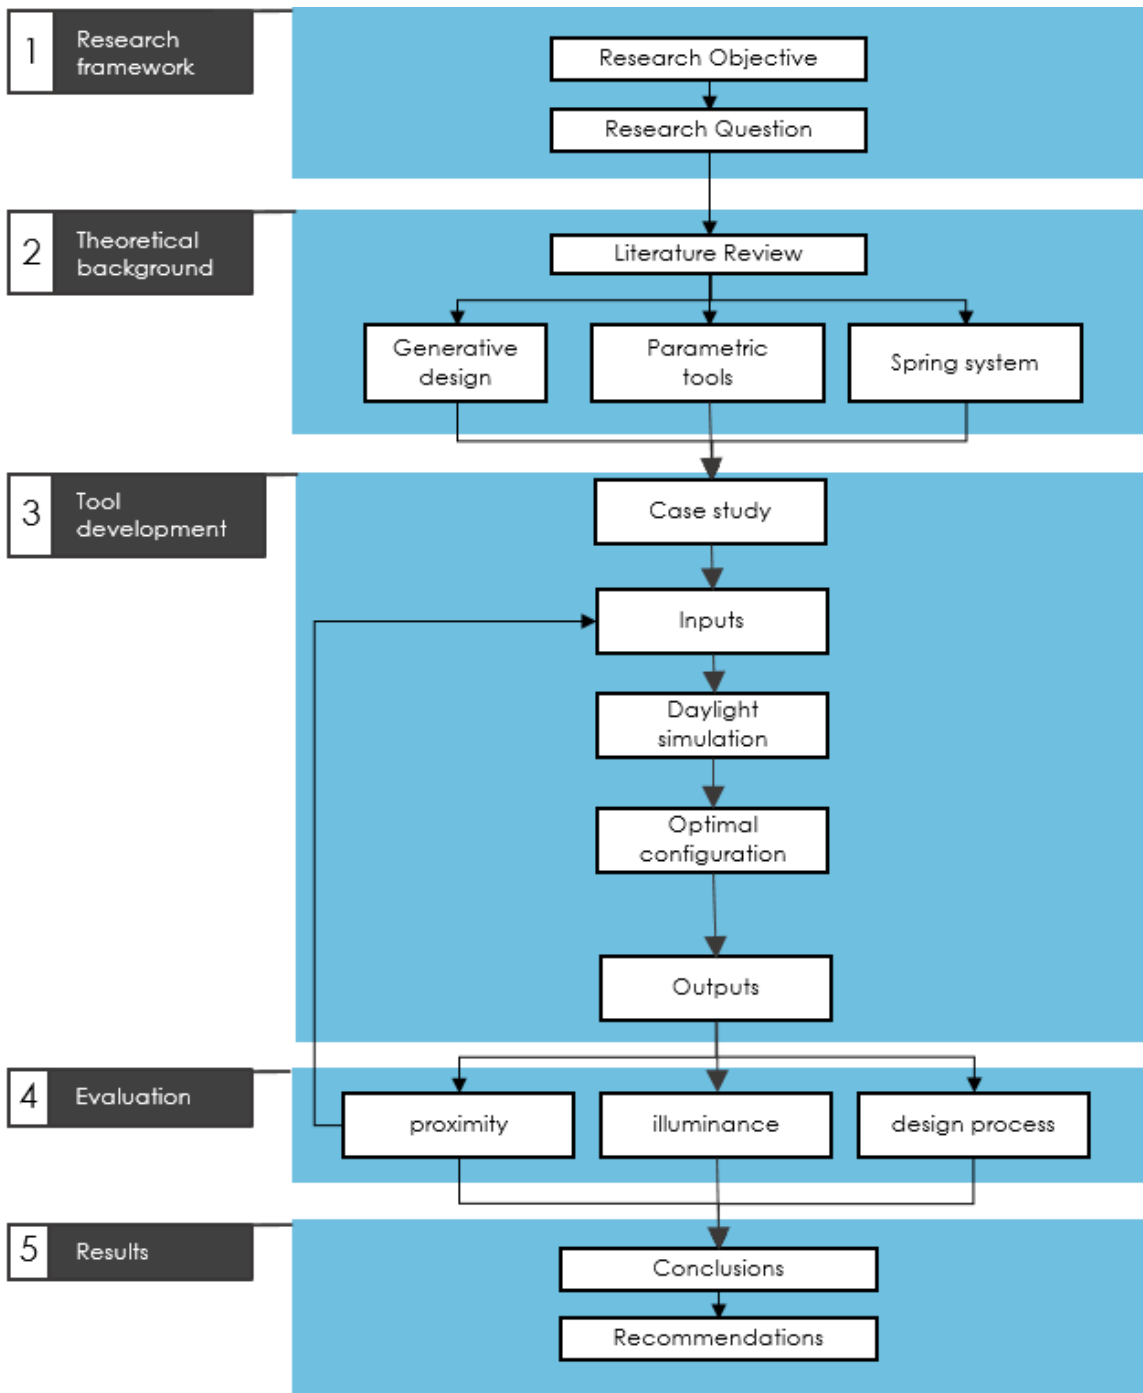 1
Research
framework
Research Objective
Research Question
2
Theoretical
background
Literature Review
Generative
design
Parametric
tools
Spring system
3
Tool
development
Case study
Inputs
Daylight
simulation
Optimal
configuration
Outputs
4
Evaluation
proximity
illuminance
design process
5
Results
Conclusions
Recommendations